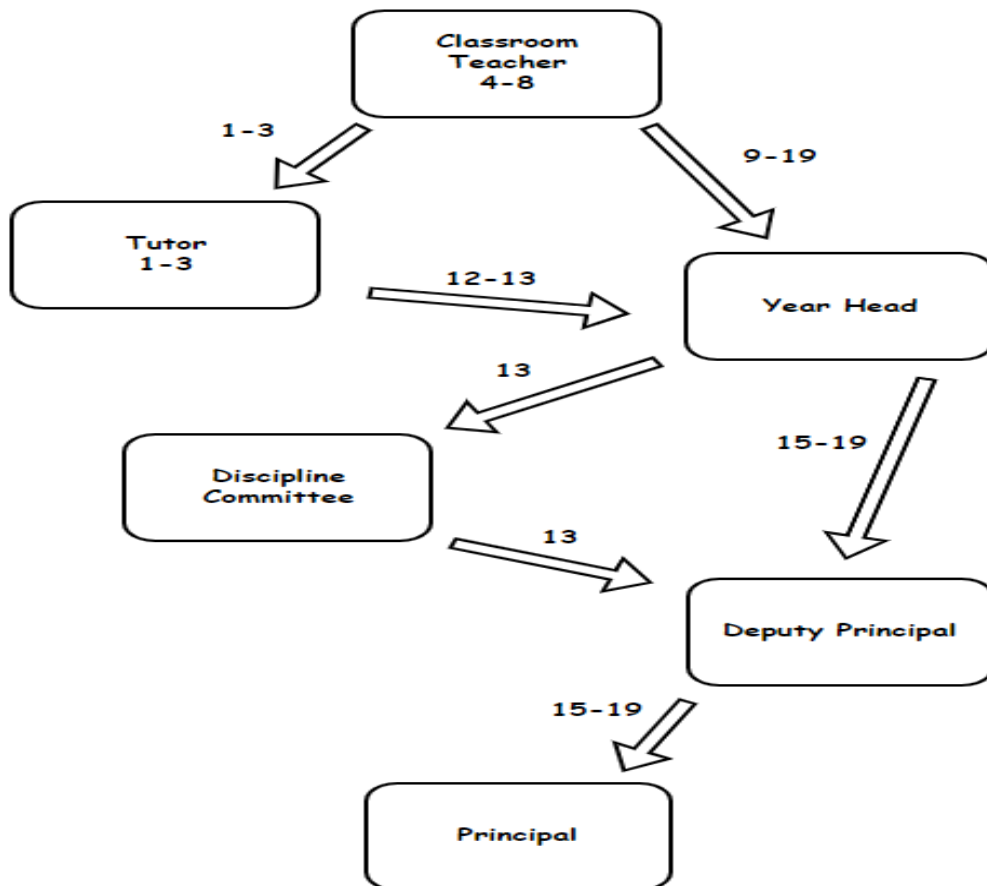 Classroom
Teacher
4-8
1-3
9-19
Tutor
1-3
12-13
Year Head
13
15-19
Discipline
Committee
13
Deputy Principal
15-19
Principal